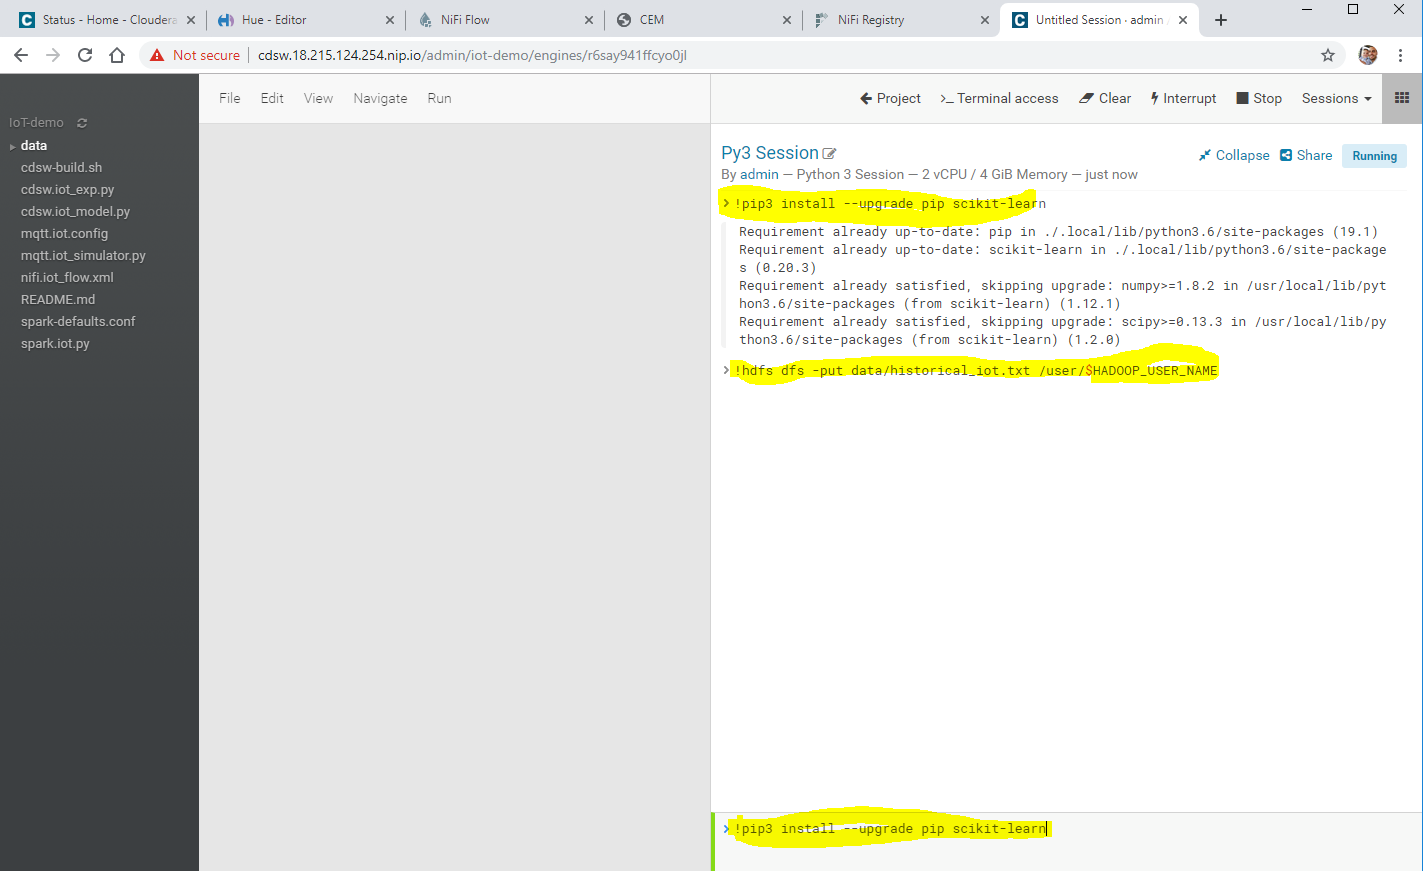 Status - Home - Cloudera
Hue - Editor
NiFi Flow
CEM
NiFi Registry
Untitled Session · admin
Not secure
cdsw.18.215.124.254.nip.io/admin/iot-demo/engines/r6say941ffcyo0jl
File
Edit
View
Navigate
Run
Project
Terminal access
Clear
Interrupt
Stop
Sessions
IoT-demo
data
cdsw-build.sh
cdsw.iot_exp.py
cdsw.iot_model.py
mqtt.iot.config
mqtt.iot_simulator.py
nifi.iot_flow.xml
README.md
spark-defaults.conf
spark.iot.py
Py3 Session
Collapse
Share
Running
By admin — Python 3 Session — 2 vCPU / 4 GiB Memory — just now
> !pip3 install --upgrade pip scikit-learn
Requirement already up-to-date: pip in ./.local/lib/python3.6/site-packages (19.1)
Requirement already up-to-date: scikit-learn in ./.local/lib/python3.6/site-package
s (0.20.3)
Requirement already satisfied, skipping upgrade: numpy>=1.8.2 in /usr/local/lib/pyt
hon3.6/site-packages (from scikit-learn) (1.12.1)
Requirement already satisfied, skipping upgrade: scipy>=0.13.3 in /usr/local/lib/py
thon3.6/site-packages (from scikit-learn) (1.2.0)
> !hdfs dfs -put data/historical_iot.txt /user/$HADOOP_USER_NAME
> !pip3 install --upgrade pip scikit-learn